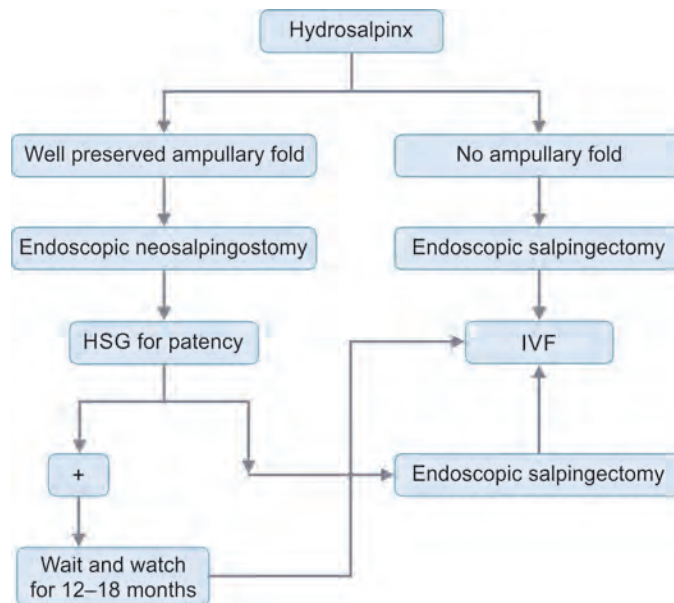 Hydrosalpinx
Well preserved ampullary fold
No ampullary fold
Endoscopic neosalpingostomy
Endoscopic salpingectomy
HSG for patency
IVF
+
Endoscopic salpingectomy
Wait and watch
for 12–18 months